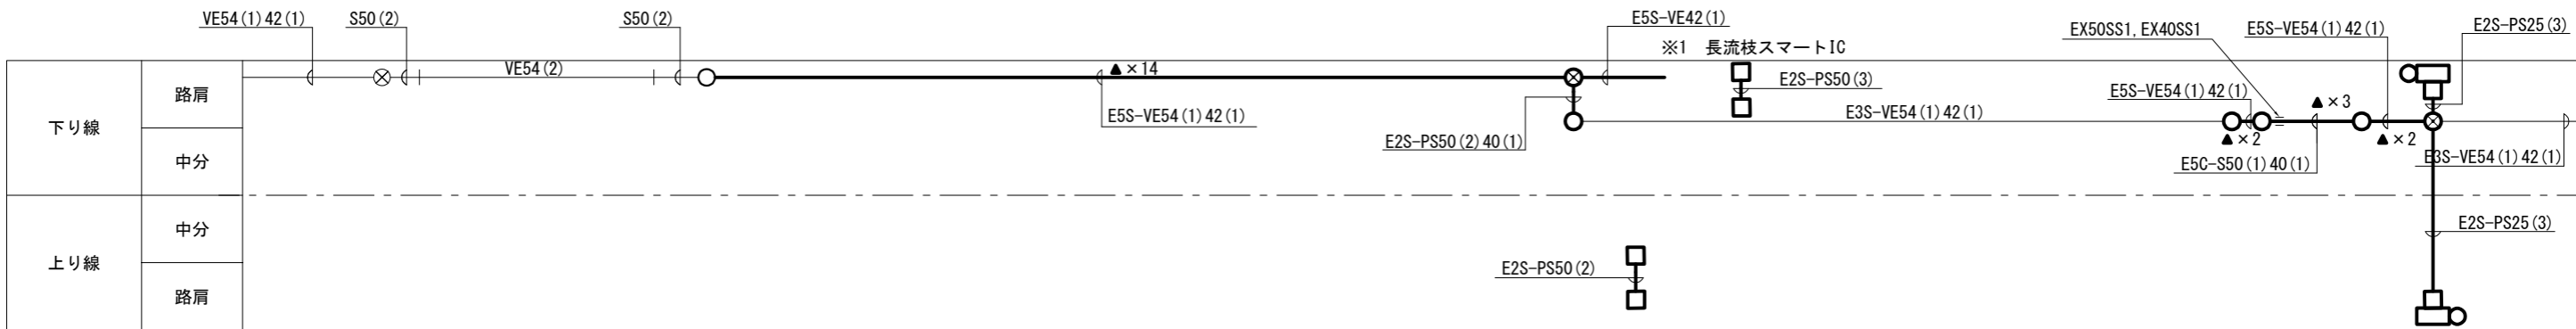 VE54(1)42(1)
S50(2)
S50(2)
E5S-VE42(1)
※1 長流枝スマートIC
EX50SS1, EX40SS1
E5S-VE54(1)42(1)
E2S-PS25(3)
VE54(2)
▲×14
E2S-PS50(3)
E5S-VE54(1)42(1)
▲×3
路肩
下り線
E5S-VE54(1)42(1)
E3S-VE54(1)42(1)
E2S-PS50(2)40(1)
▲×2
▲×2
中分
E5C-S50(1)40(1)
E3S-VE54(1)42(1)
中分
E2S-PS25(3)
上り線
E2S-PS50(2)
路肩